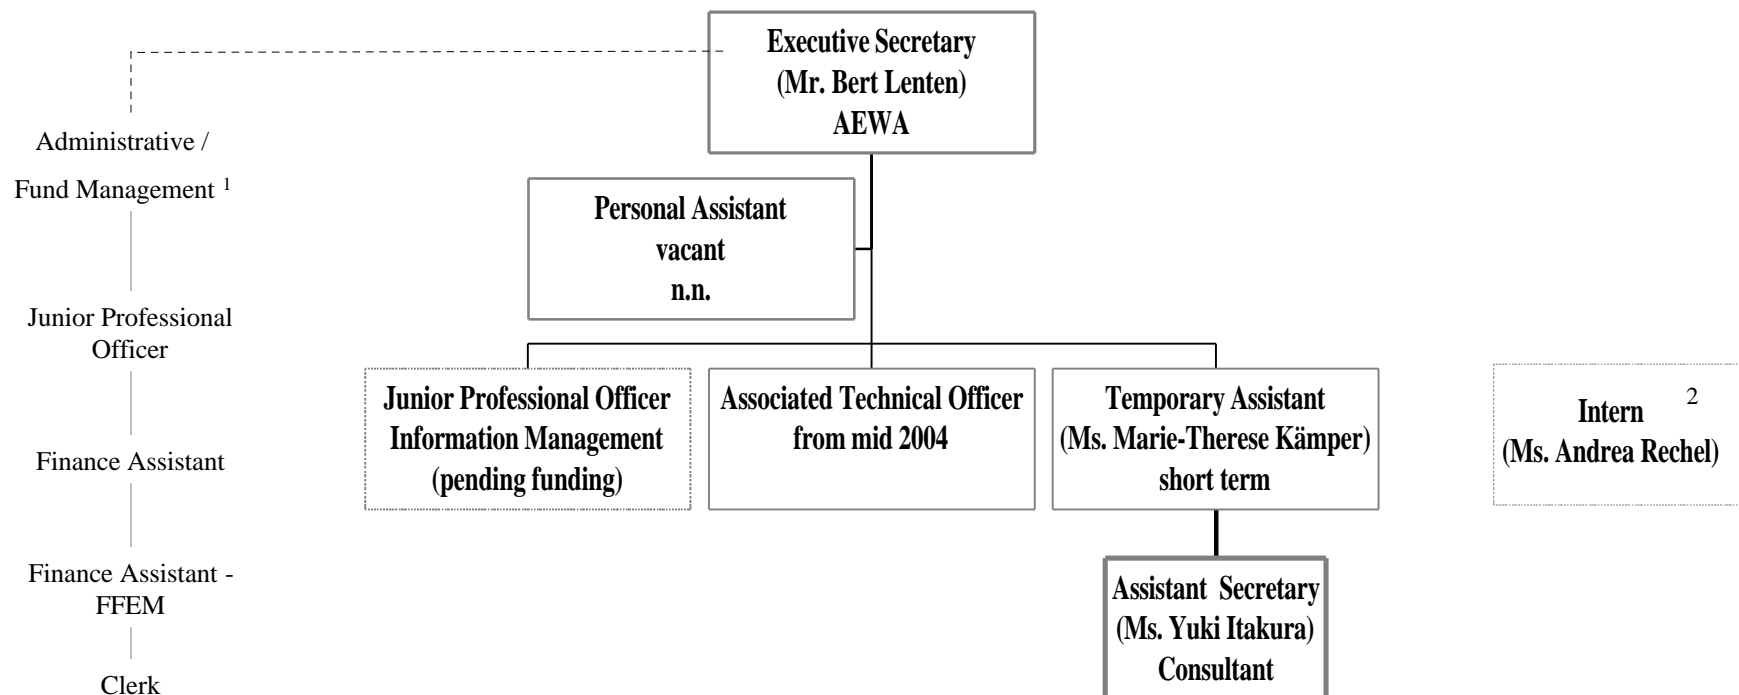 Executive Secretary
(Mr. Bert Lenten)
AEWA
Administrative /
Fund Management 1
Personal Assistant
vacant
n.n.
Junior Professional
Officer
Junior Professional Officer
Information Management
(pending funding)
Associated Technical Officer
from mid 2004
Temporary Assistant
(Ms. Marie-Therese Kämper)
short term
Intern 2
(Ms. Andrea Rechel)
Finance Assistant
Finance Assistant -
FFEM
Assistant Secretary
(Ms. Yuki Itakura)
Consultant
Clerk